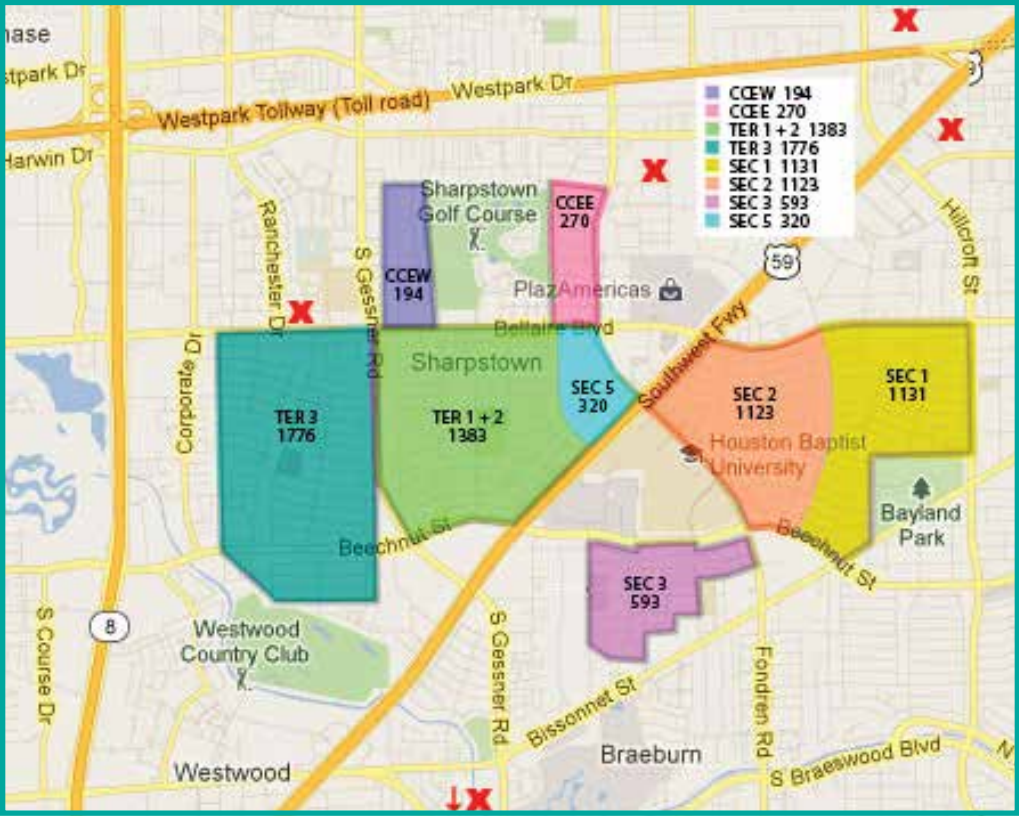 hase
stpark Dr
Westpark Tollway (Toll road)
Westpark Dr
Harwin Dr
X
X
X
CCEW 194
CCEE 270
TER 1 + 2 1383
TER 3 1776
SEC 1 1131
SEC 2 1123
SEC 3 593
SEC 5 320
Ranchester Dr
S Gessner Rd
Sharpstown
Golf Course
CCEE
270
CCEW
194
PlazAmericas
59
Hillcroft St
X
Bellaire Blvd
Southwest Fwy
Corporate Dr
Sharpstown
TER 3
1776
TER 1 + 2
1383
SEC 5
320
SEC 2
1123
SEC 1
1131
Houston Baptist
University
Bayland
Park
Beechnut St
Beechnut St
SEC 3
593
8
S Course Dr
Westwood
Country Club
S Gessner Rd
Bissonnet St
Fondren Rd
Westwood
Braeburn
S Braeswood Blvd
N
X